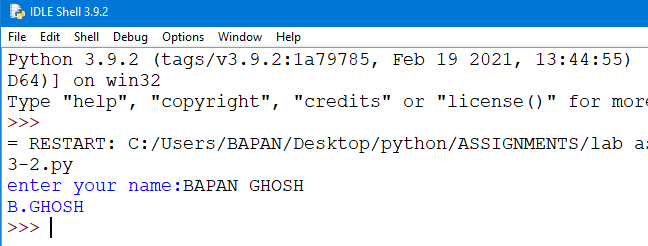 IDLE Shell 3.9.2
File Edit Shell Debug Options Window Help
Python 3.9.2 (tags/v3.9.2:1a79785, Feb 19 2021, 13:44:55)
D64)] on win32
Type "help", "copyright", "credits" or "license()" for more
>>>
= RESTART: C:/Users/BAPAN/Desktop/python/ASSIGNMENTS/lab as
3-2.py
enter your name:BAPAN GHOSH
B.GHOSH
>>>